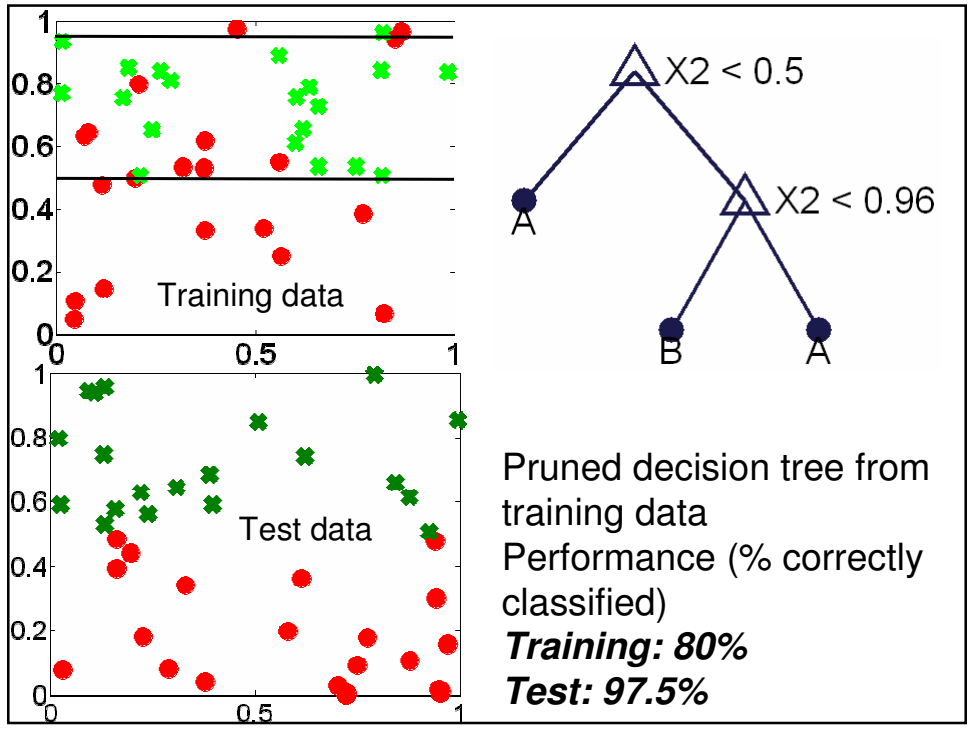 1
0.8
0.6
0.4
0.2
0
0
0.5
1
Training data
X2 < 0.5
A
X2 < 0.96
B
A
1
0.8
0.6
0.4
0.2
0
0
0.5
1
Test data
Pruned decision tree from
training data
Performance (% correctly
classified)
Training: 80%
Test: 97.5%